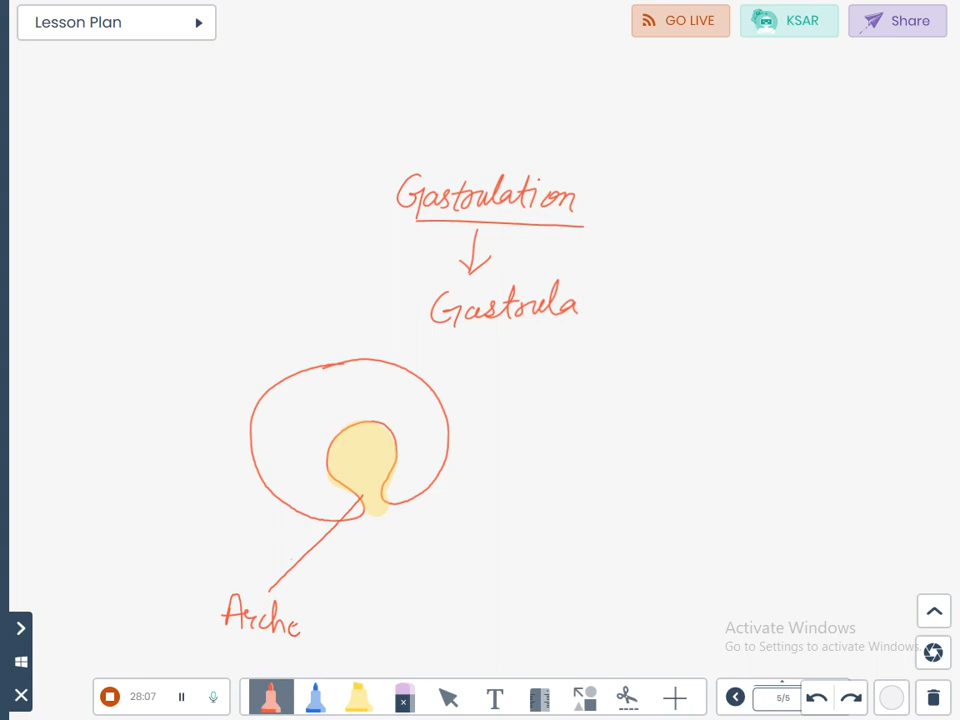 Lesson Plan
GO LIVE
KSAR
Share
Gastrulation
Gastrula
Arche
Activate Windows
Go to Settings to activate Windows.
28:07
T
5/5